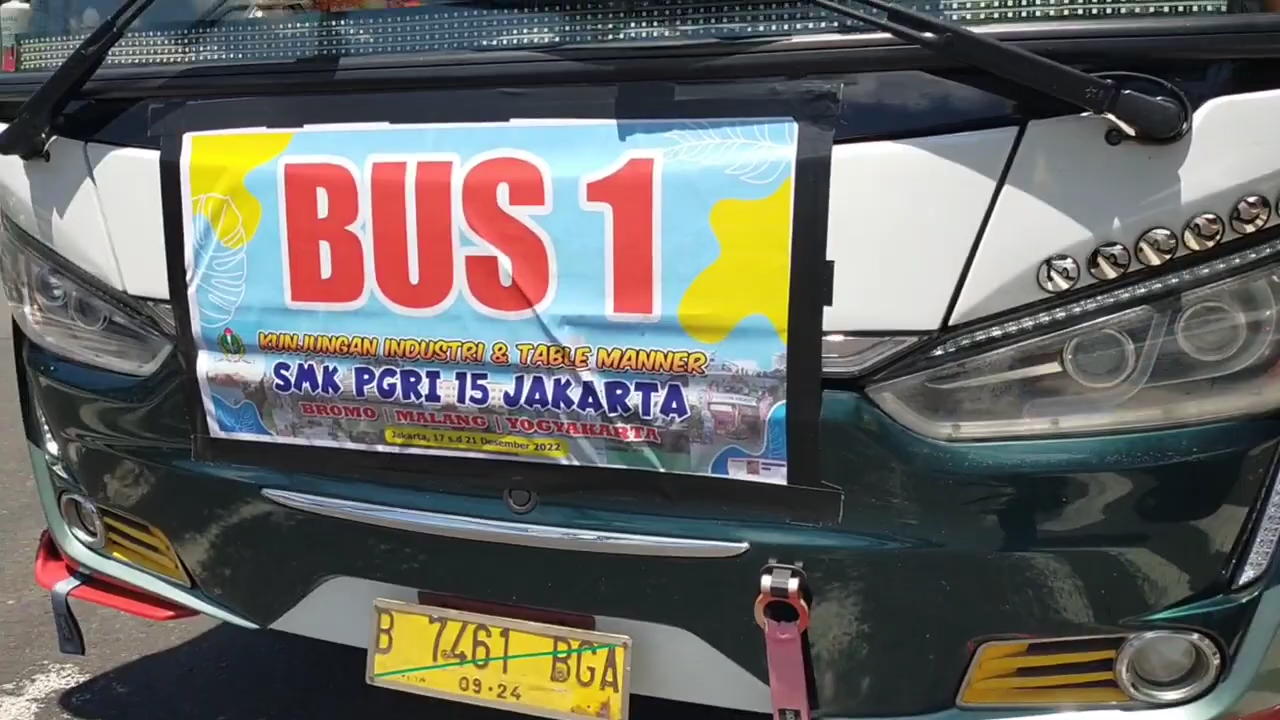 BUS 1
KUNJUNGAN INDUSTRI & TABLE MANNER
SMK PGRI 15 JAKARTA
BROMO | MALANG | YOGYAKARTA
Jakarta, 17 s.d 21 Desember 2022
B 7461 BGA
09·24